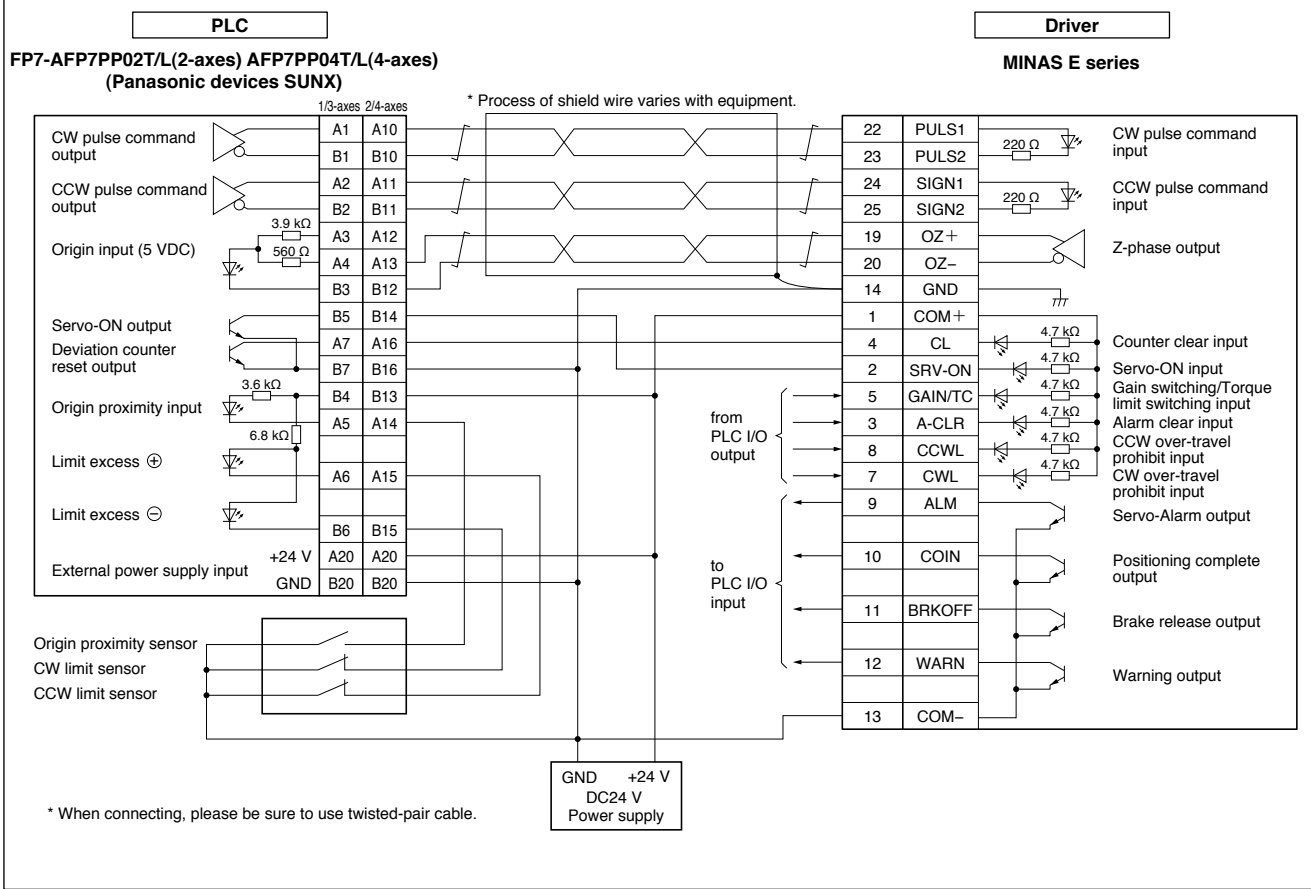 PLC
Driver
FP7-AFP7PP02T/L(2-axes) AFP7PP04T/L(4-axes)
(Panasonic devices SUNX)
MINAS E series
1/3-axes 2/4-axes
* Process of shield wire varies with equipment.
CW pulse command
output
A1 A10
B1 B10
22 PULS1
23 PULS2
220 Ω
CW pulse command
input
CCW pulse command
output
A2 A11
B2 B11
24 SIGN1
25 SIGN2
220 Ω
CCW pulse command
input
Origin input (5 VDC)
3.9 kΩ
560 Ω
A3 A12
A4 A13
B3 B12
19 OZ+
20 OZ−
14 GND
Z-phase output
Servo-ON output
B5 B14
1 COM+
Deviation counter
reset output
A7 A16
B7 B16
4 CL
4.7 kΩ
Counter clear input
2 SRV-ON
4.7 kΩ
Servo-ON input
Origin proximity input
3.6 kΩ
6.8 kΩ
B4 B13
A5 A14
from
PLC I/O
output
5 GAIN/TC
4.7 kΩ
Gain switching/Torque
limit switching input
3 A-CLR
4.7 kΩ
Alarm clear input
Limit excess ⊕
A6 A15
8 CCWL
4.7 kΩ
CCW over-travel
prohibit input
7 CWL
4.7 kΩ
CW over-travel
prohibit input
Limit excess ⊖
B6 B15
9 ALM
Servo-Alarm output
External power supply input
+24 V A20 A20
GND B20 B20
to
PLC I/O
input
10 COIN
Positioning complete
output
11 BRKOFF
Brake release output
12 WARN
Warning output
13 COM−
Origin proximity sensor
CW limit sensor
CCW limit sensor
GND +24 V
DC24 V
Power supply
* When connecting, please be sure to use twisted-pair cable.